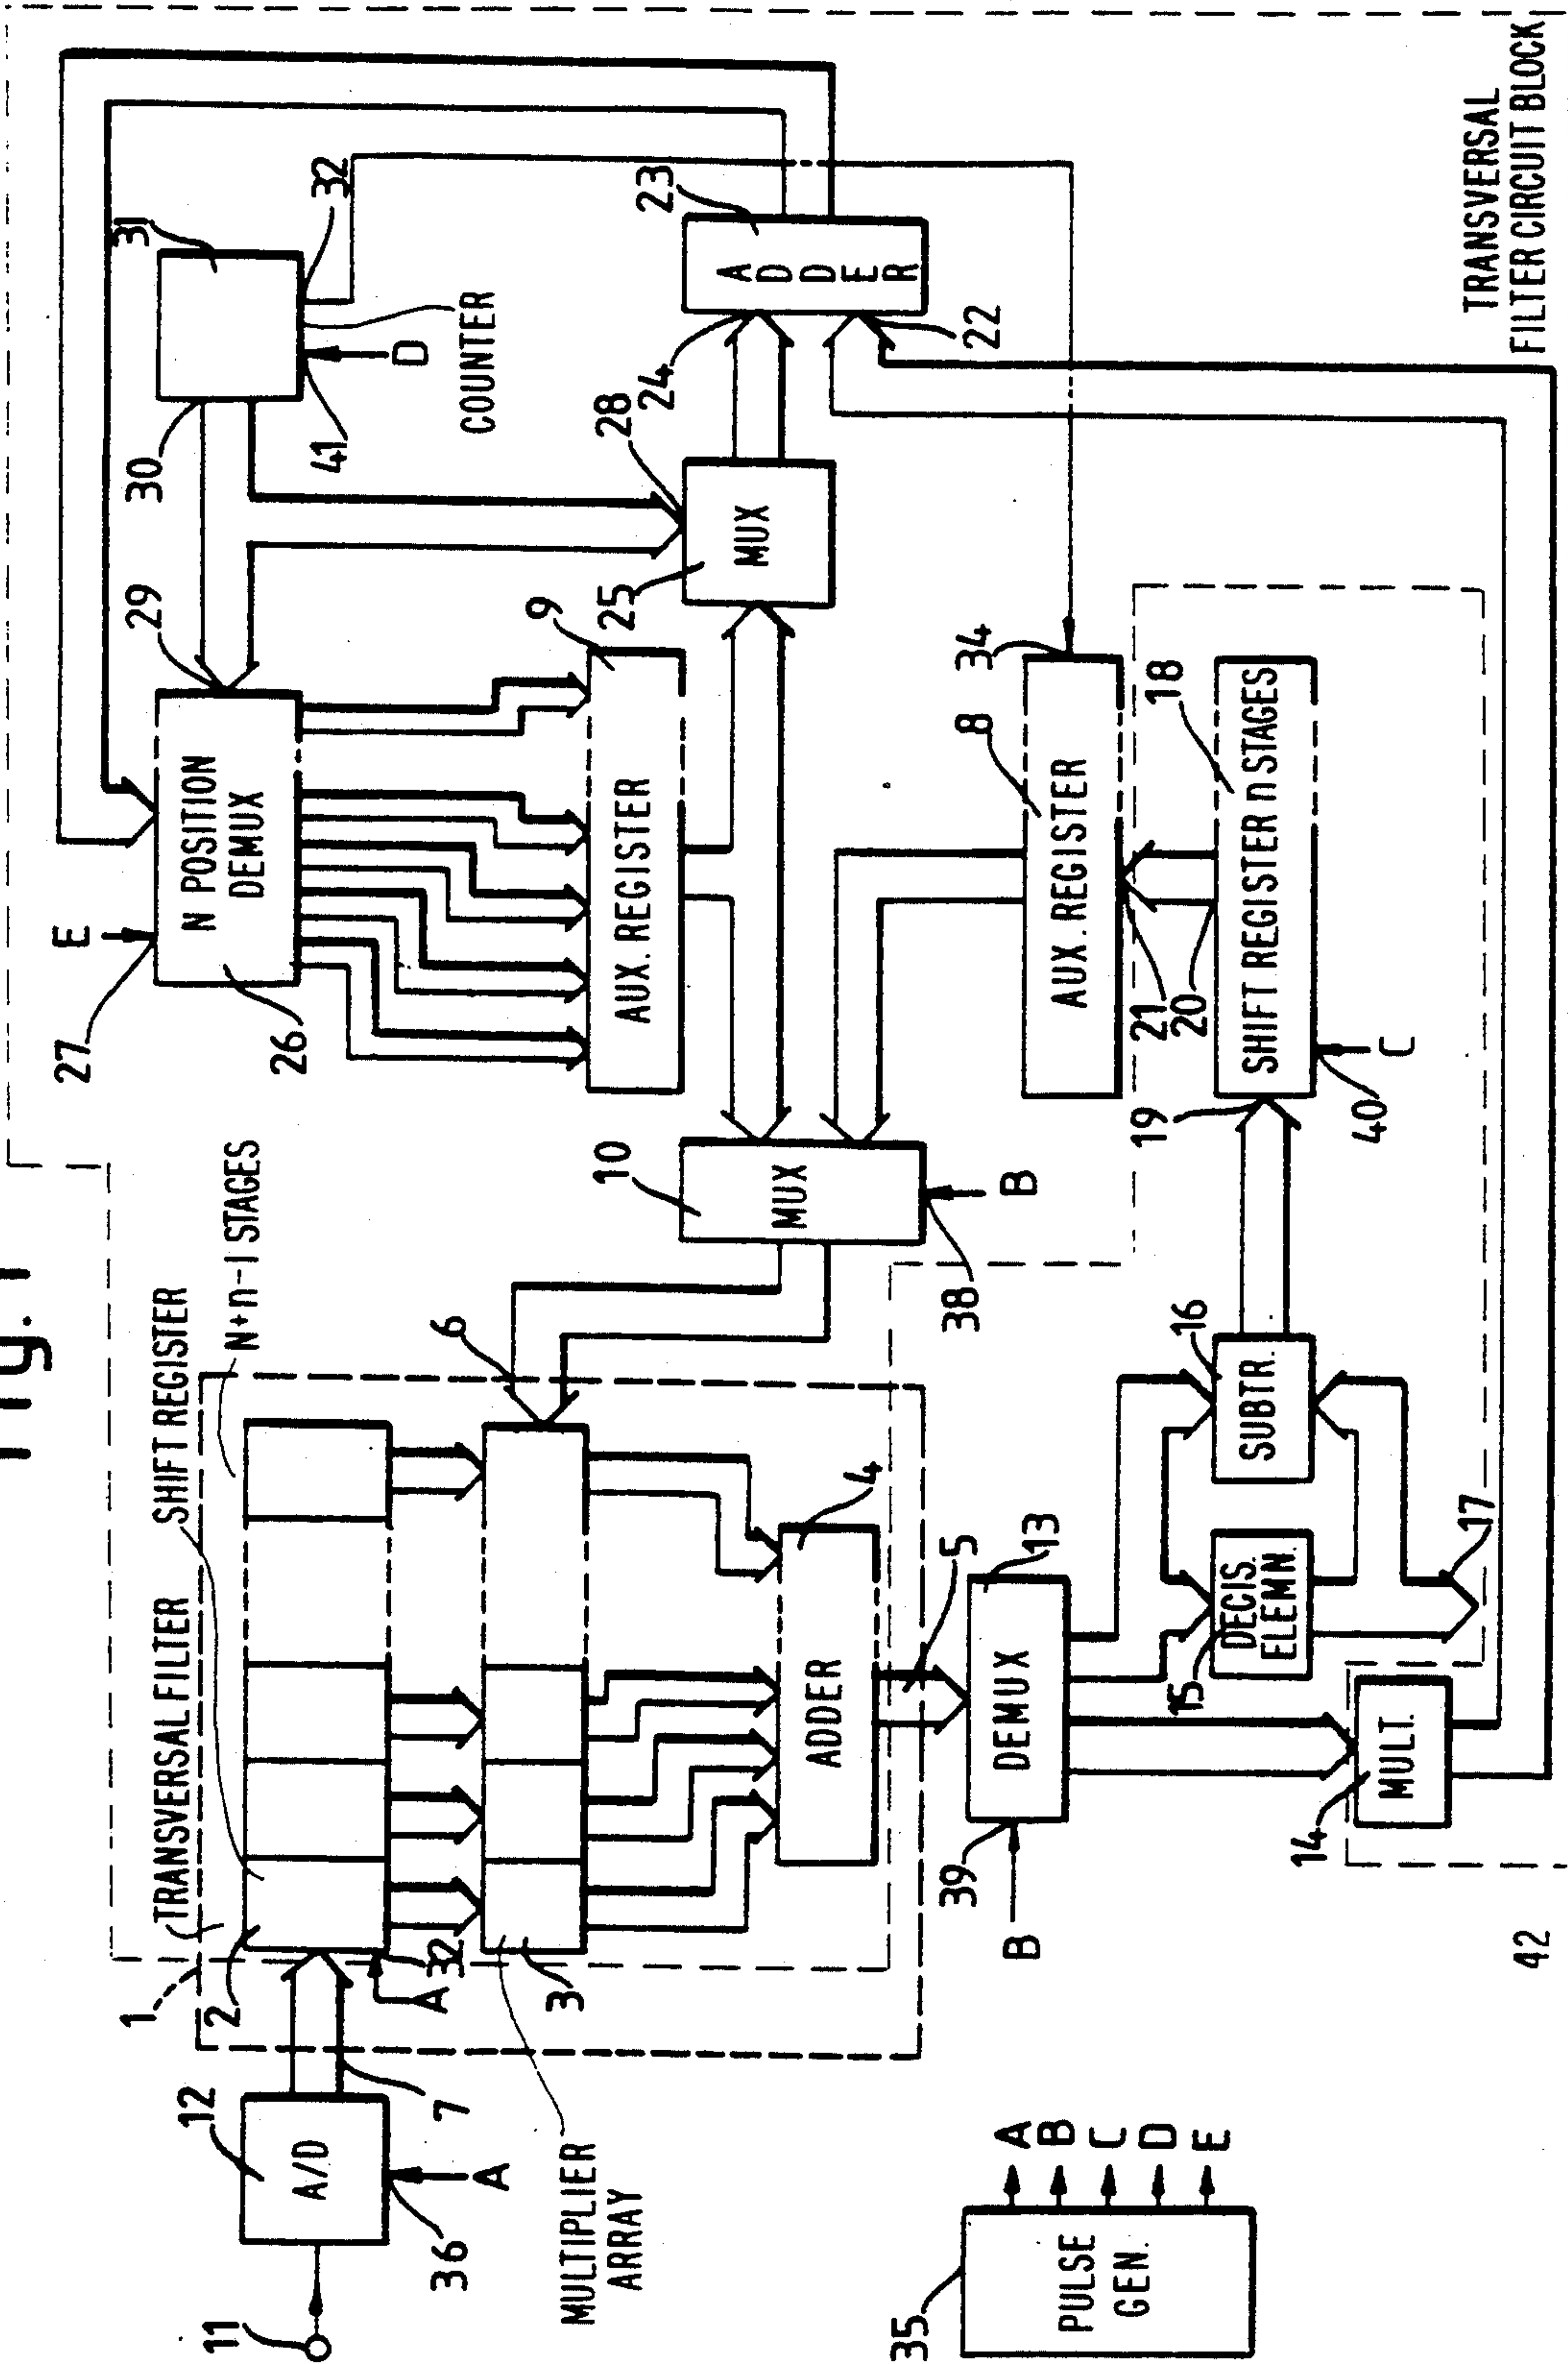 Fig. 1
11
12
A/D
36
A
7
1
2
TRANSVERSAL FILTER
SHIFT REGISTER
N+n-1 STAGES
32
A
3
MULTIPLIER
ARRAY
6
4
ADDER
5
E
27
26
N POSITION
DEMUX
29
30
31
32
41
D
COUNTER
9
AUX. REGISTER
25
MUX
28
24
23
ADDER
22
10
MUX
38
B
8
AUX. REGISTER
34
21
20
18
SHIFT REGISTER n STAGES
19
40
C
39
B
13
DEMUX
15
DECIS.
ELEMN.
16
SUBTR.
17
14
MULT.
42
35
PULSE
GEN.
A
B
C
D
E
TRANSVERSAL
FILTER CIRCUIT BLOCK